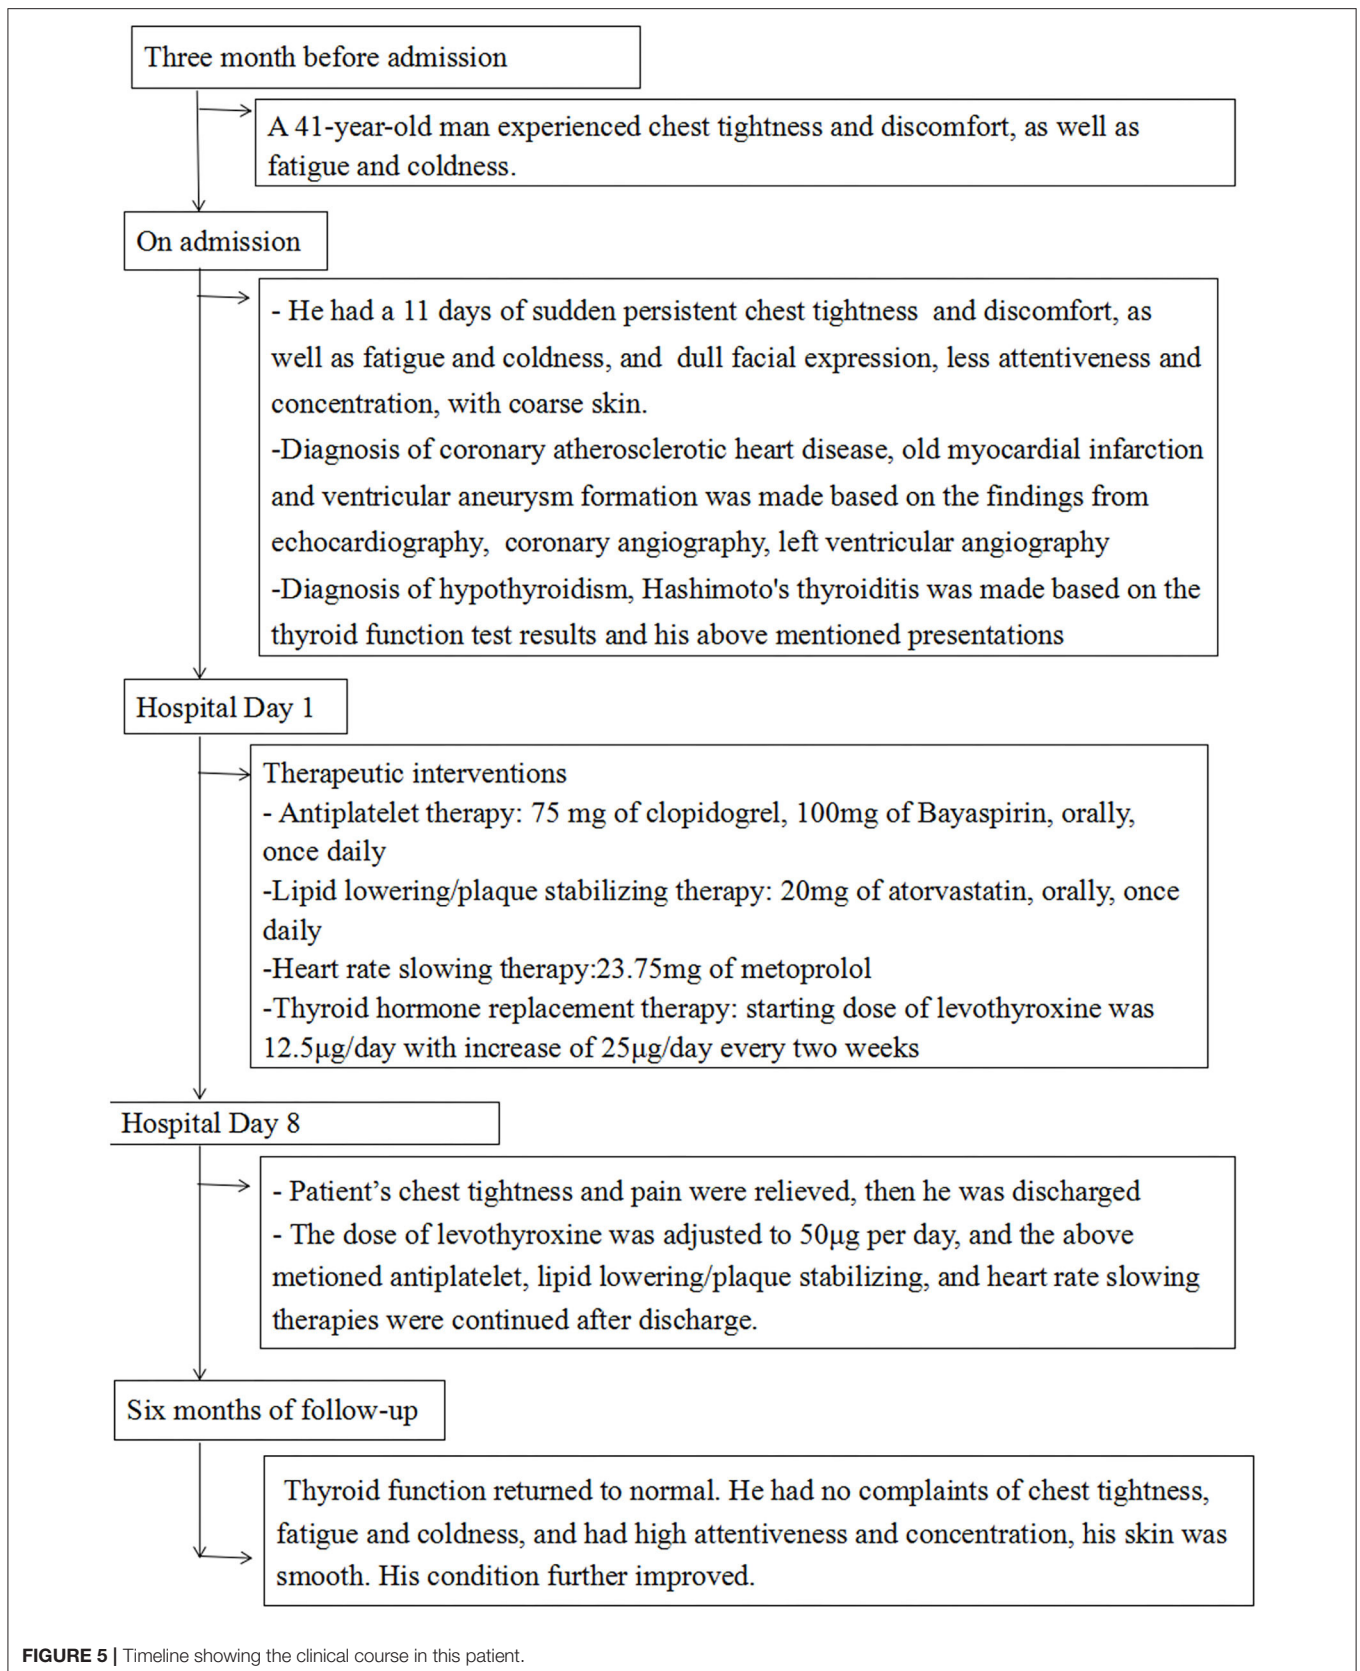 Three month before admission
A 41-year-old man experienced chest tightness and discomfort, as well as
fatigue and coldness.
On admission
- He had a 11 days of sudden persistent chest tightness and discomfort, as
well as fatigue and coldness, and dull facial expression, less attentiveness and
concentration, with coarse skin.
-Diagnosis of coronary atherosclerotic heart disease, old myocardial infarction
and ventricular aneurysm formation was made based on the findings from
echocardiography, coronary angiography, left ventricular angiography
-Diagnosis of hypothyroidism, Hashimoto's thyroiditis was made based on the
thyroid function test results and his above mentioned presentations
Hospital Day 1
Therapeutic interventions
- Antiplatelet therapy: 75 mg of clopidogrel, 100mg of Bayaspirin, orally,
once daily
-Lipid lowering/plaque stabilizing therapy: 20mg of atorvastatin, orally, once
daily
-Heart rate slowing therapy:23.75mg of metoprolol
-Thyroid hormone replacement therapy: starting dose of levothyroxine was
12.5μg/day with increase of 25μg/day every two weeks
Hospital Day 8
- Patient’s chest tightness and pain were relieved, then he was discharged
- The dose of levothyroxine was adjusted to 50μg per day, and the above
metioned antiplatelet, lipid lowering/plaque stabilizing, and heart rate slowing
therapies were continued after discharge.
Six months of follow-up
Thyroid function returned to normal. He had no complaints of chest tightness,
fatigue and coldness, and had high attentiveness and concentration, his skin was
smooth. His condition further improved.
FIGURE 5 | Timeline showing the clinical course in this patient.